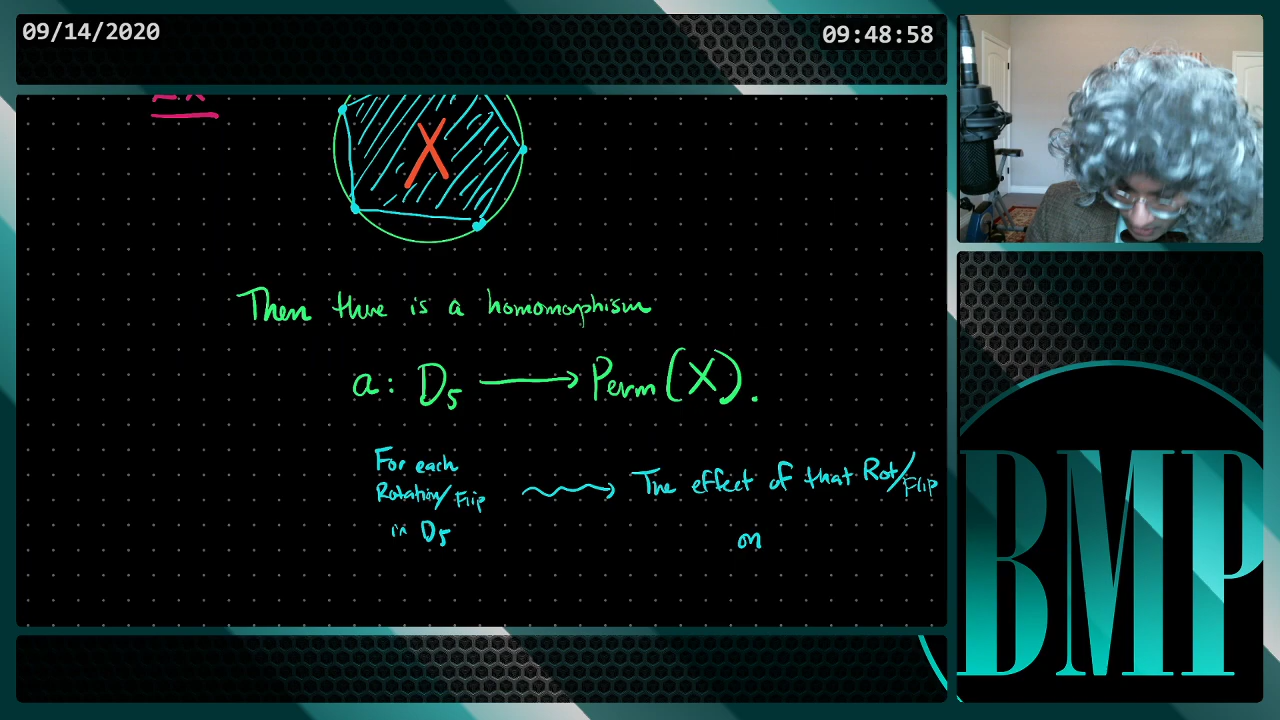 09/14/2020
09:48:58
X
Then there is a homomorphism
a: D₅ ⟶ Perm(X).
For each
Rotation/Flip
in D₅
The effect of that Rot/Flip
on
BMP